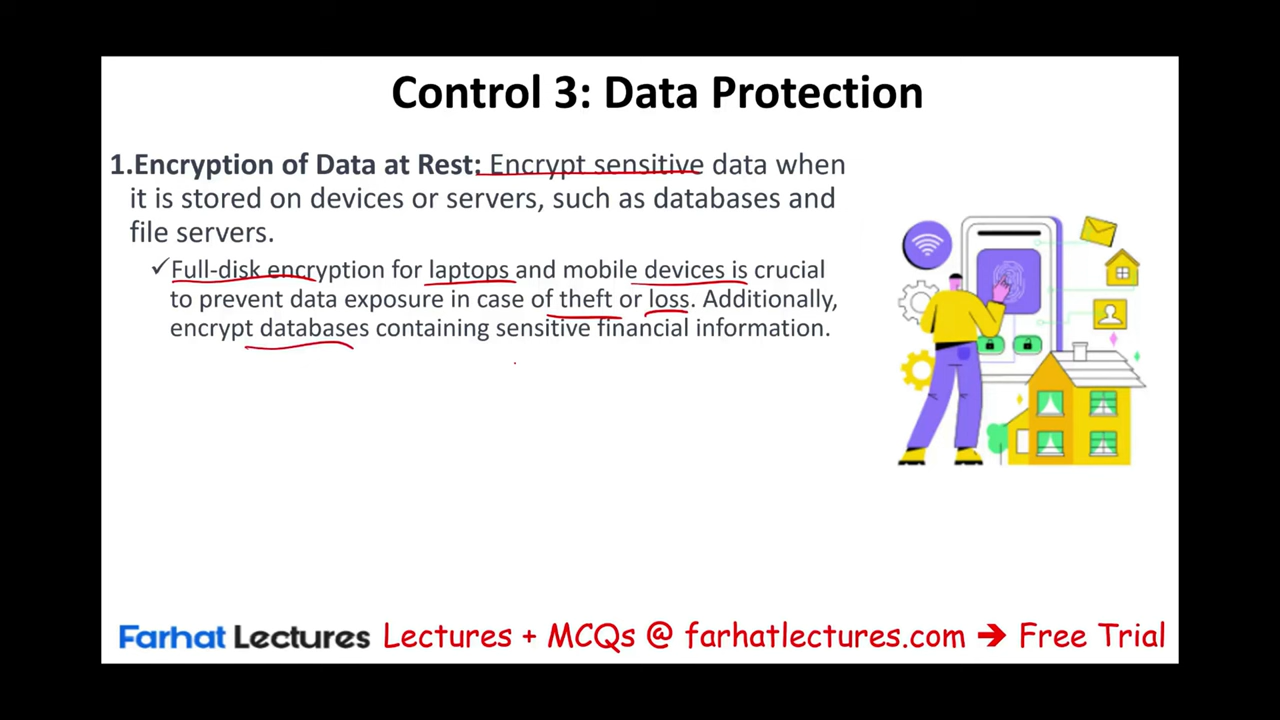 Control 3: Data Protection
1.Encryption of Data at Rest: Encrypt sensitive data when
it is stored on devices or servers, such as databases and
file servers.
✓Full-disk encryption for laptops and mobile devices is crucial
to prevent data exposure in case of theft or loss. Additionally,
encrypt databases containing sensitive financial information.
Farhat Lectures Lectures + MCQs @ farhatlectures.com ➔ Free Trial